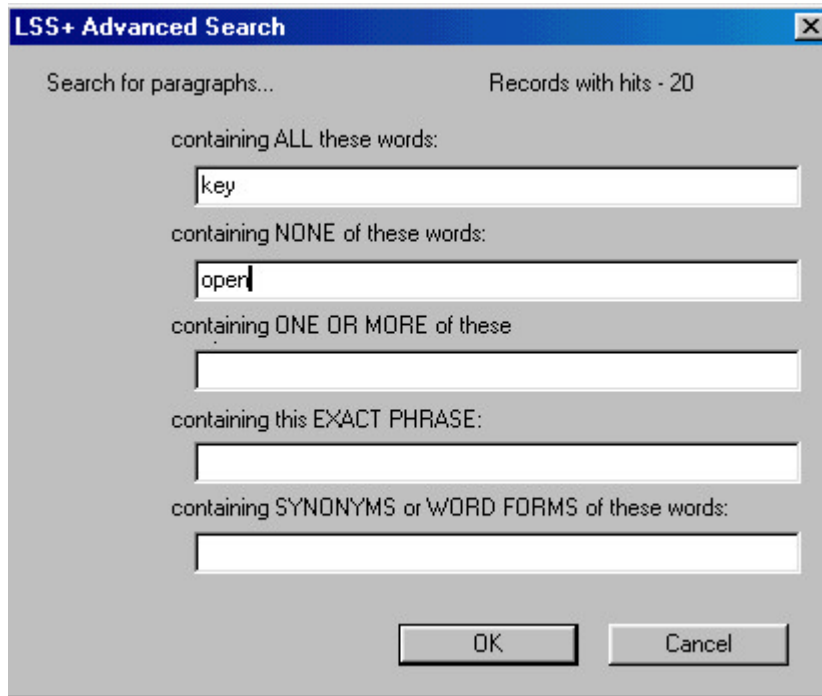 LSS+ Advanced Search
Search for paragraphs... Records with hits - 20
containing ALL these words:
key
containing NONE of these words:
open
containing ONE OR MORE of these
containing this EXACT PHRASE:
containing SYNONYMS or WORD FORMS of these words:
OK Cancel